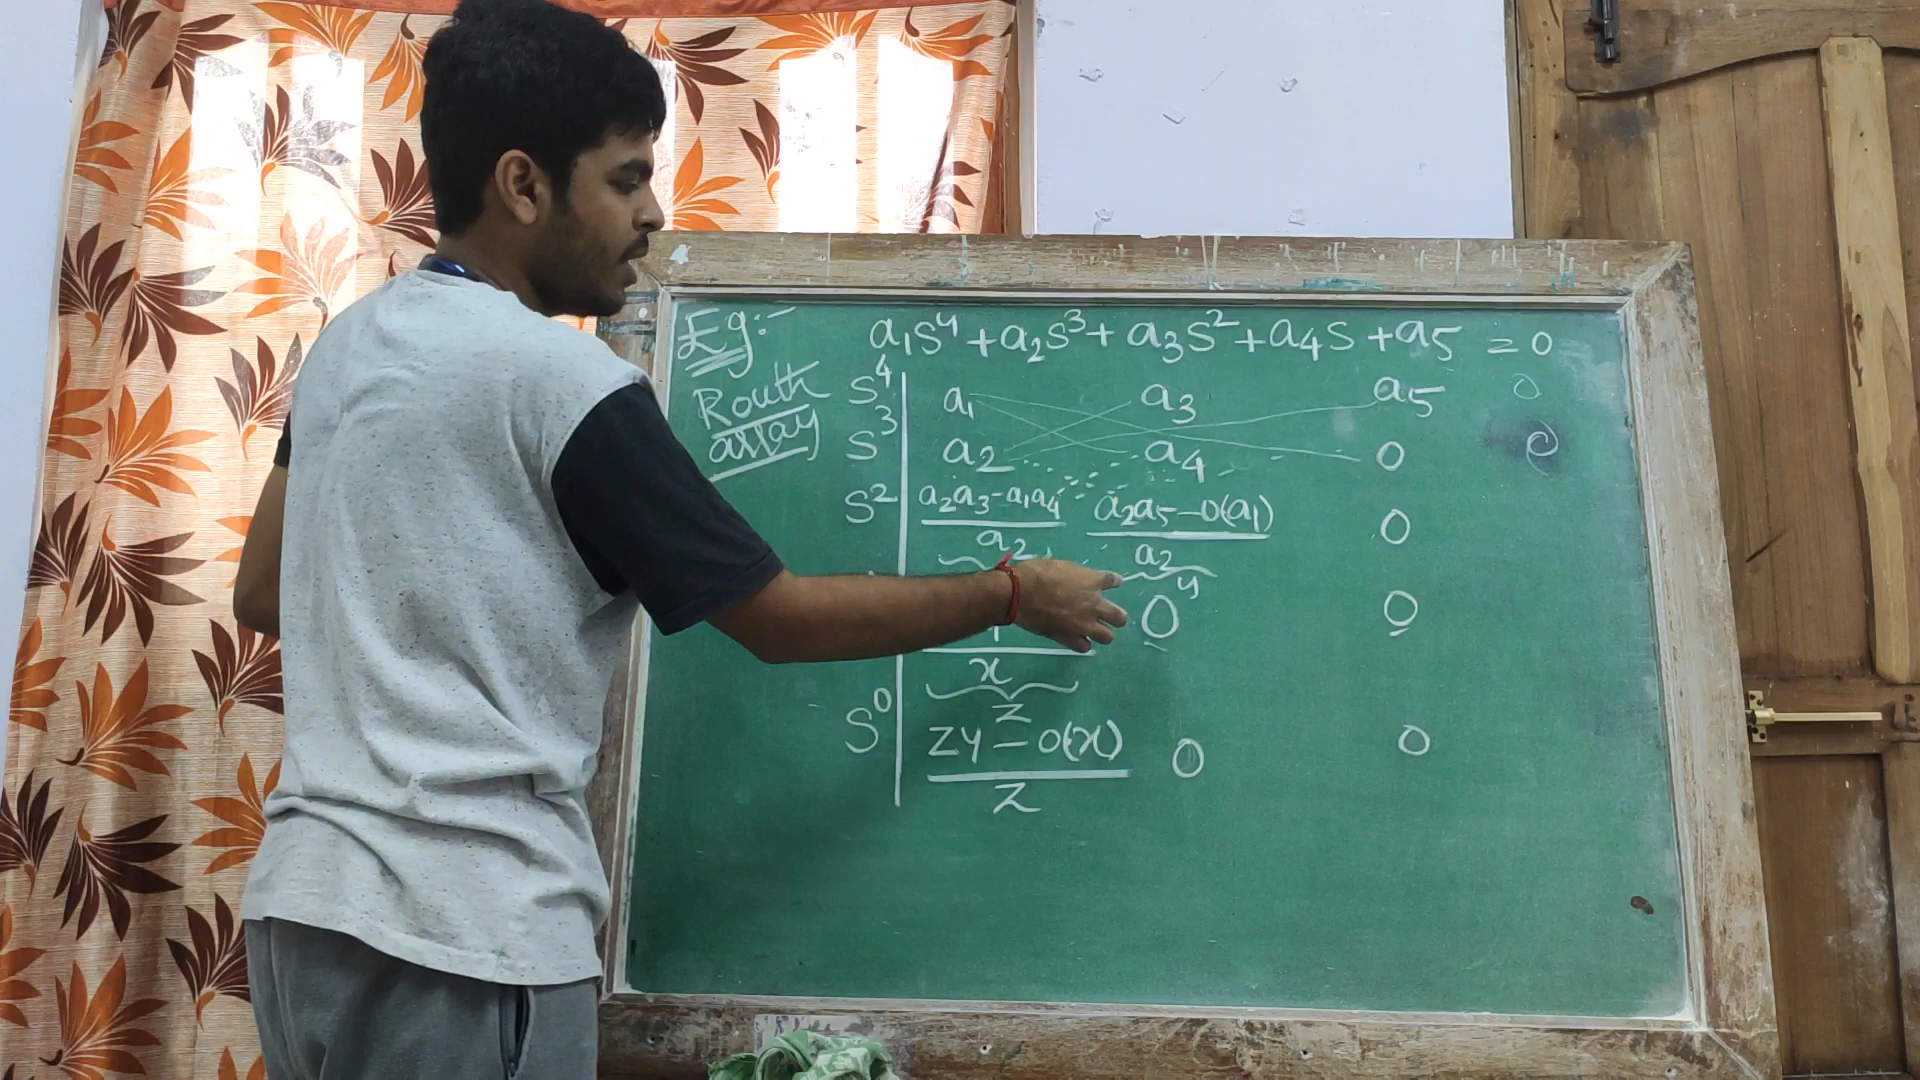 Eg:- a₁s⁴ + a₂s³ + a₃s² + a₄s + a₅ = 0
Routh array
s⁴ | a₁ a₃ a₅ 0
s³ | a₂ a₄ 0 0
s² | (a₂a₃ - a₁a₄)/a₂ (a₂a₅ - 0(a₁))/a₂ 0
y
x 0 0
z
s⁰ | (zy - 0(x))/z 0 0